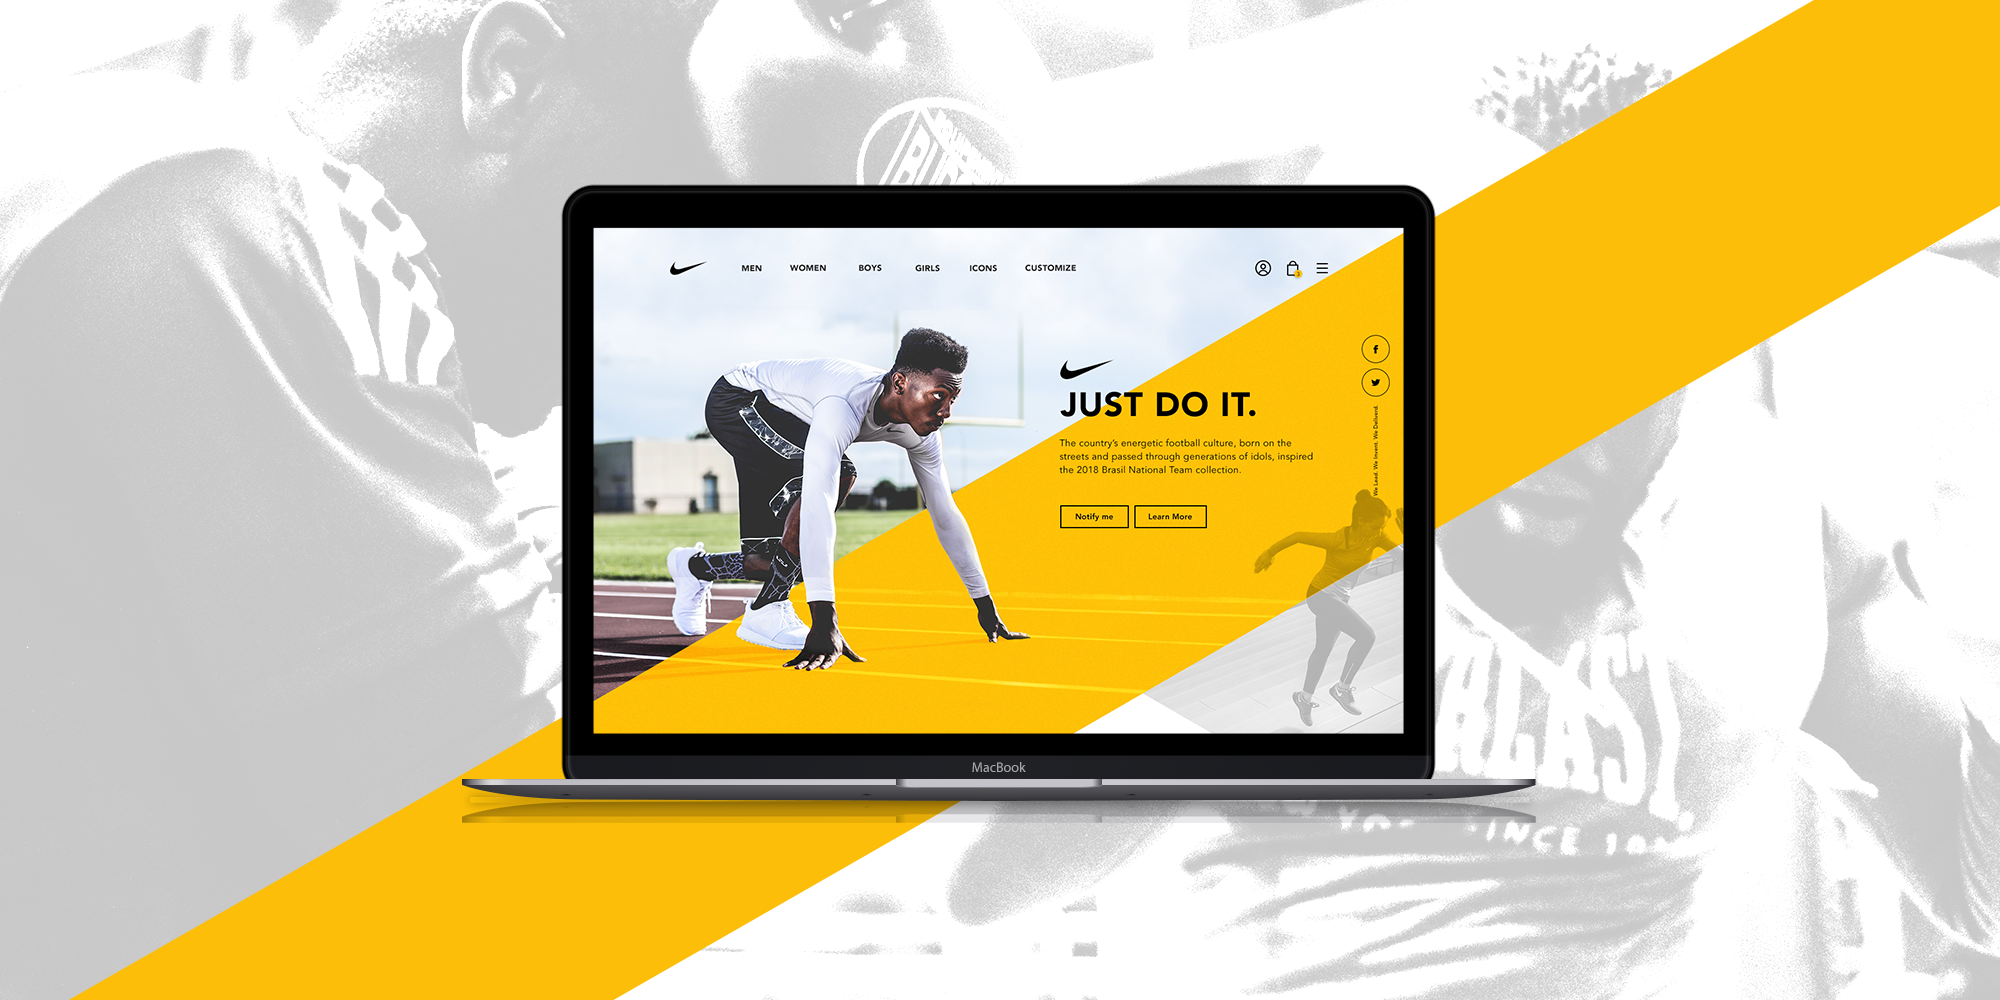 MEN WOMEN BOYS GIRLS ICONS CUSTOMIZE
JUST DO IT.
The country's energetic football culture, born on the
streets and passed through generations of idols, inspired
the 2018 Brasil National Team collection.
Notify me Learn More
We Lead. We Invent. We Deliverd.
MacBook
SINCE